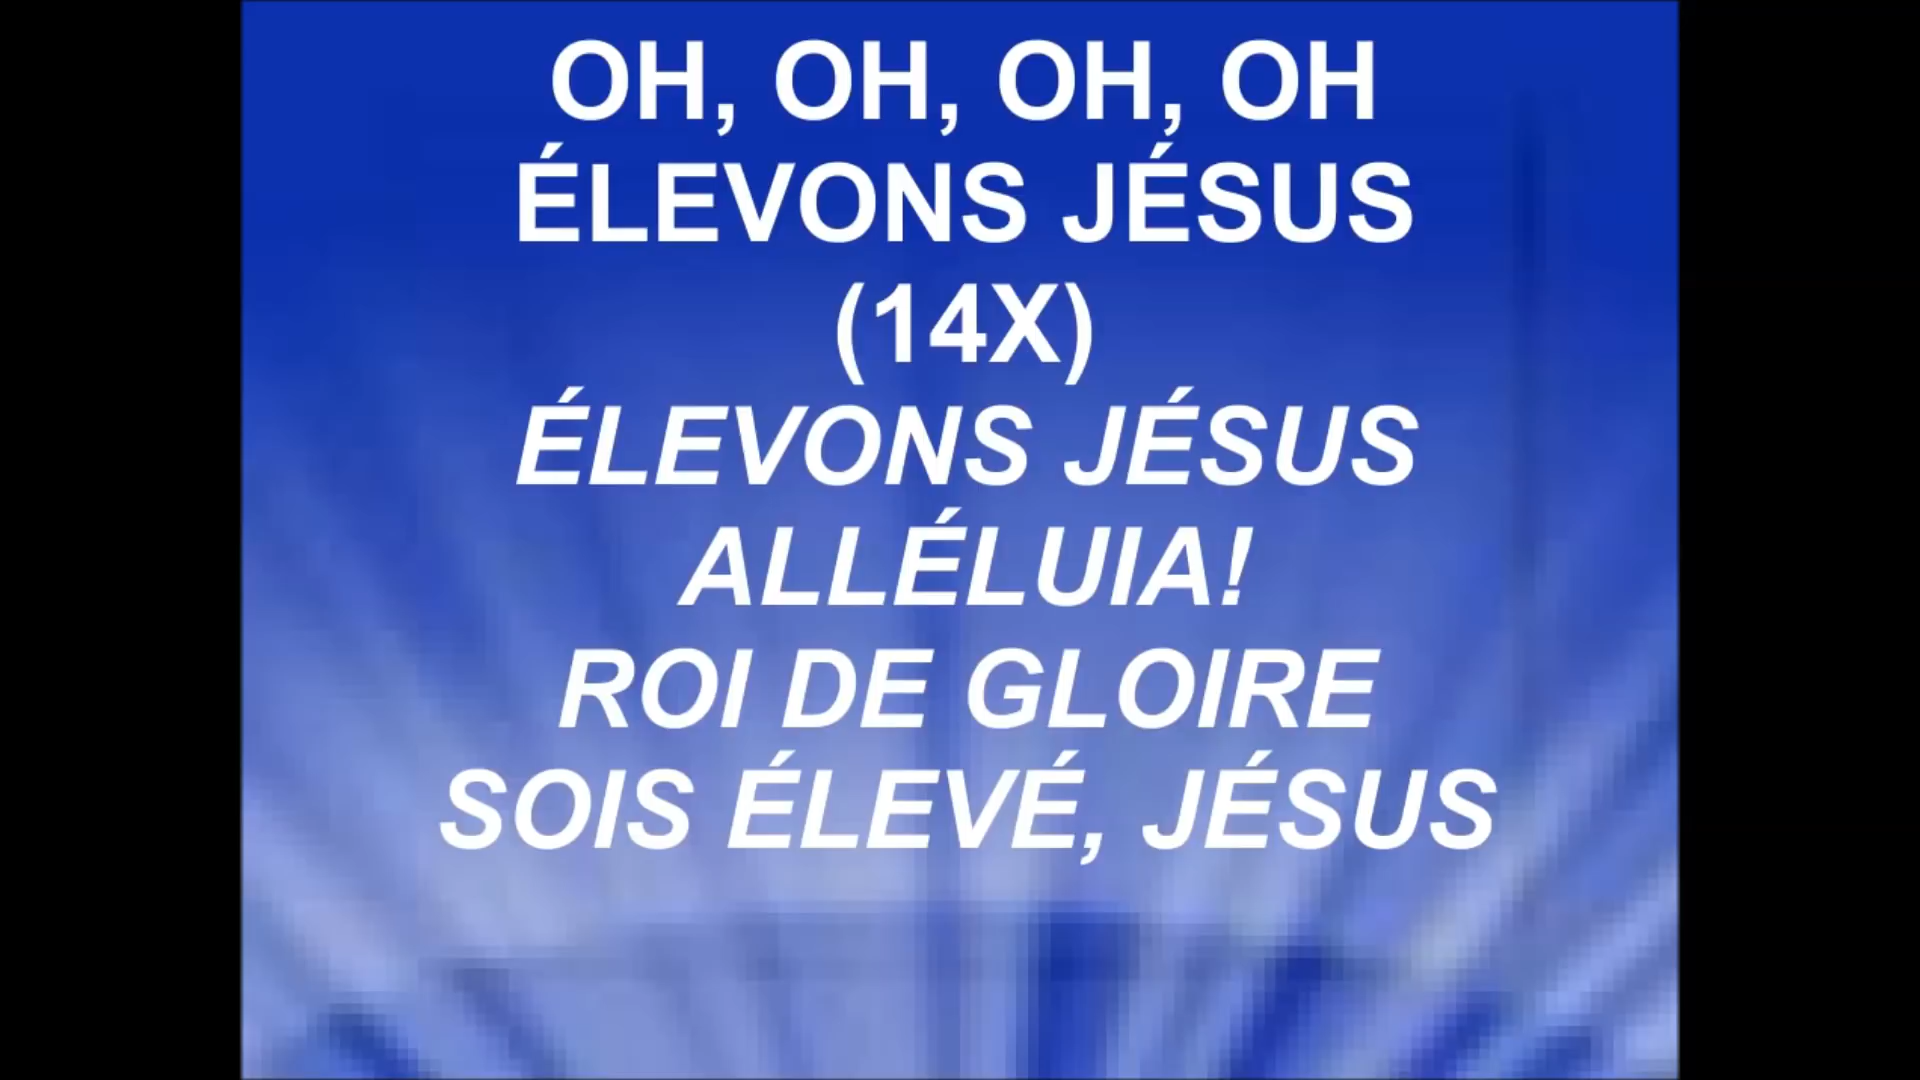 OH, OH, OH, OH
ÉLEVONS JÉSUS
(14X)
ÉLEVONS JÉSUS
ALLÉLUIA!
ROI DE GLOIRE
SOIS ÉLEVÉ, JÉSUS